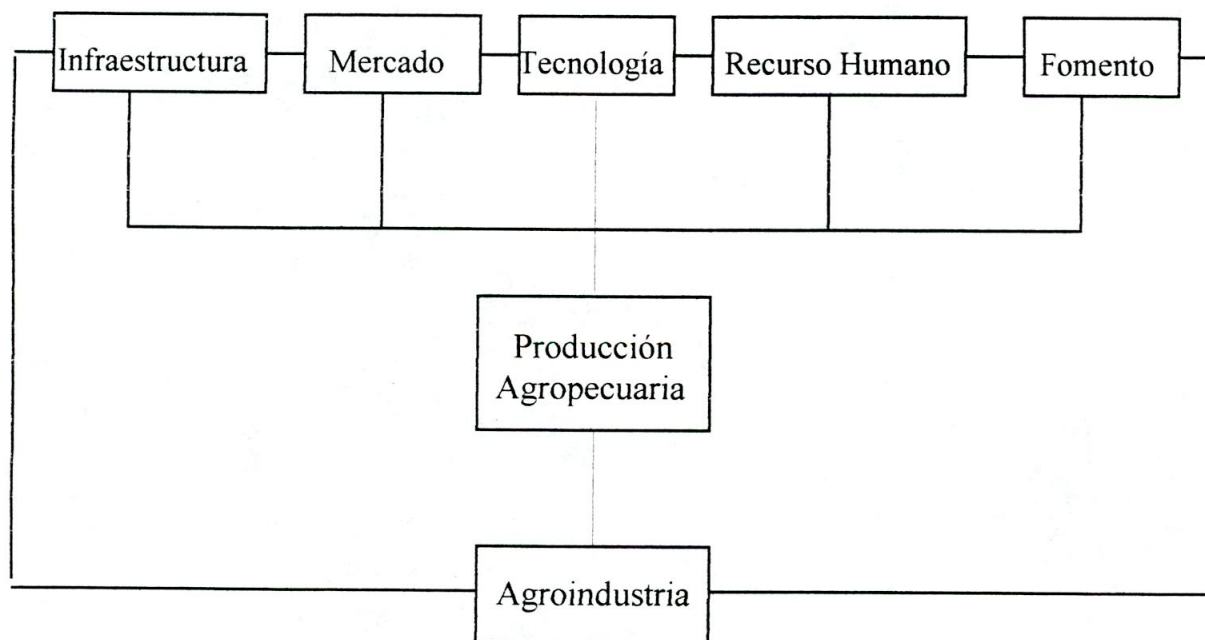 Infraestructura Mercado Tecnología Recurso Humano Fomento
Producción
Agropecuaria
Agroindustria